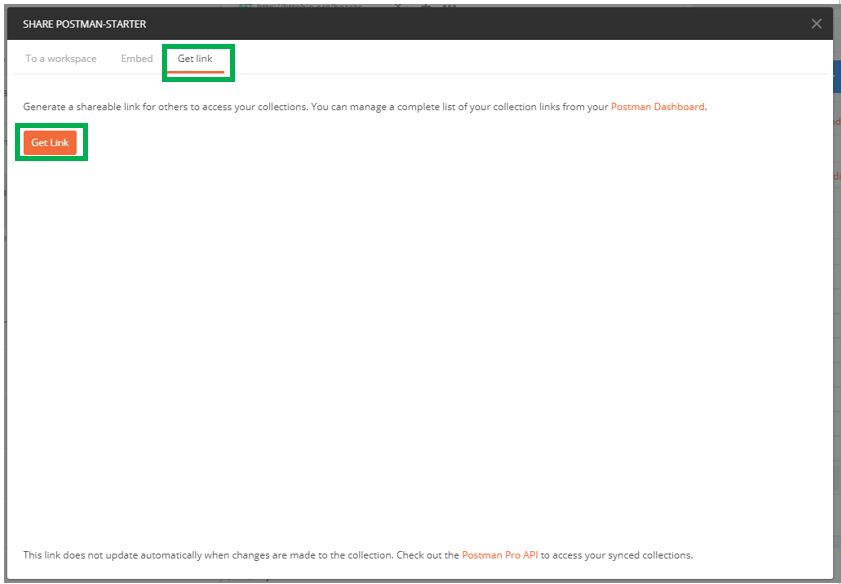 SHARE POSTMAN-STARTER
To a workspace Embed Get link
Generate a shareable link for others to access your collections. You can manage a complete list of your collection links from your Postman Dashboard.
Get Link
This link does not update automatically when changes are made to the collection. Check out the Postman Pro API to access your synced collections.